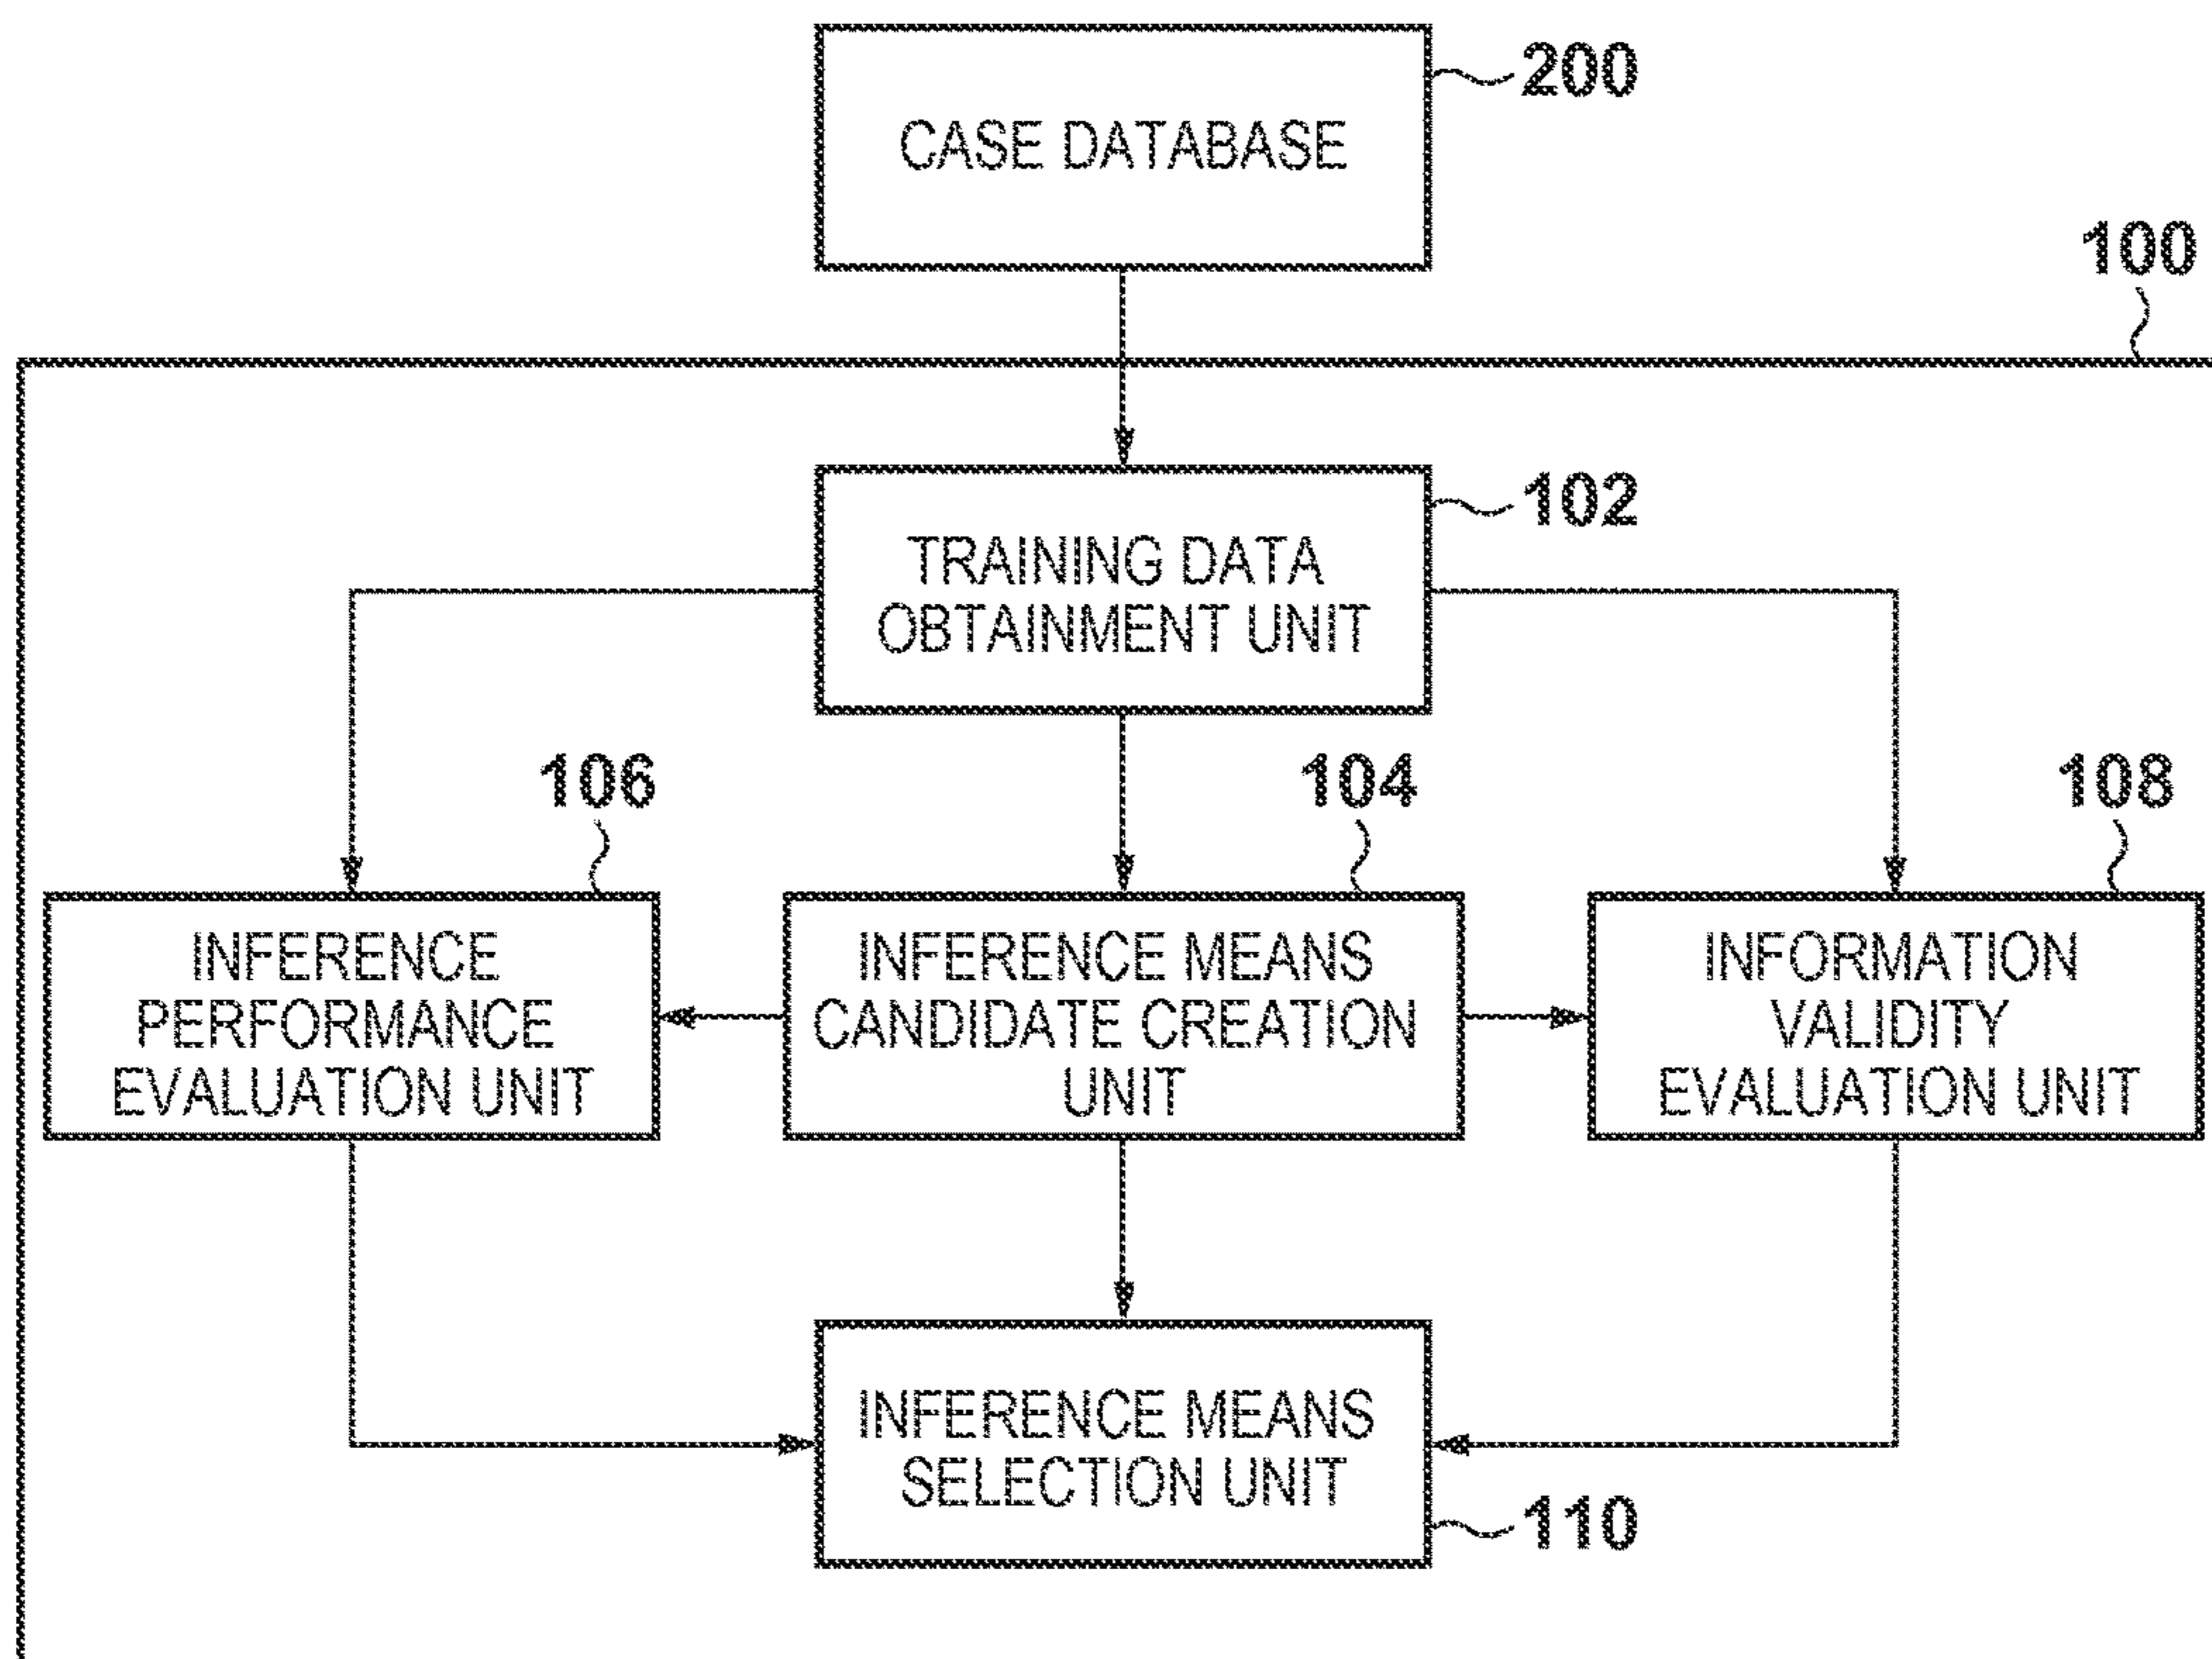 200
CASE DATABASE
100
102
TRAINING DATA
OBTAINMENT UNIT
106
104
108
INFERENCE
PERFORMANCE
EVALUATION UNIT
INFERENCE MEANS
CANDIDATE CREATION
UNIT
INFORMATION
VALIDITY
EVALUATION UNIT
INFERENCE MEANS
SELECTION UNIT
110